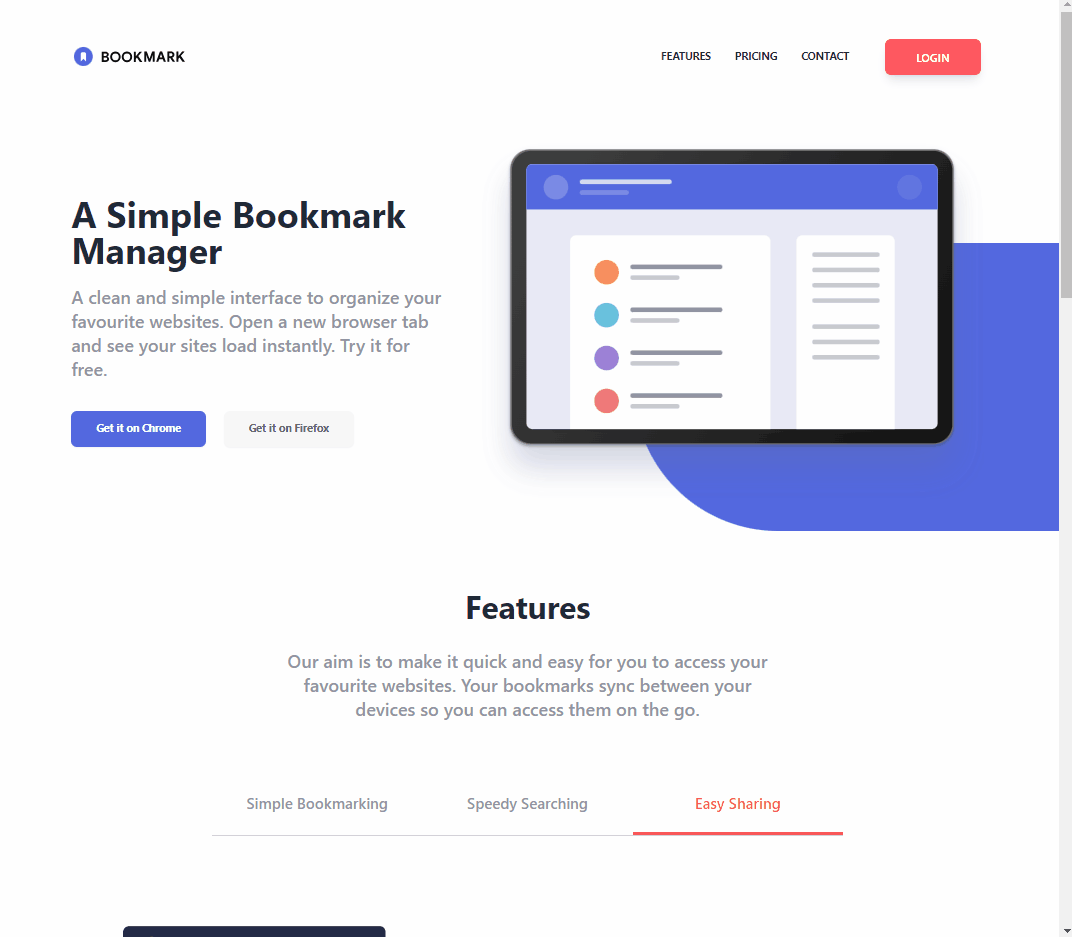 BOOKMARK
FEATURES
PRICING
CONTACT
LOGIN
A Simple Bookmark
Manager
A clean and simple interface to organize your
favourite websites. Open a new browser tab
and see your sites load instantly. Try it for
free.
Get it on Chrome
Get it on Firefox
Features
Our aim is to make it quick and easy for you to access your
favourite websites. Your bookmarks sync between your
devices so you can access them on the go.
Simple Bookmarking
Speedy Searching
Easy Sharing